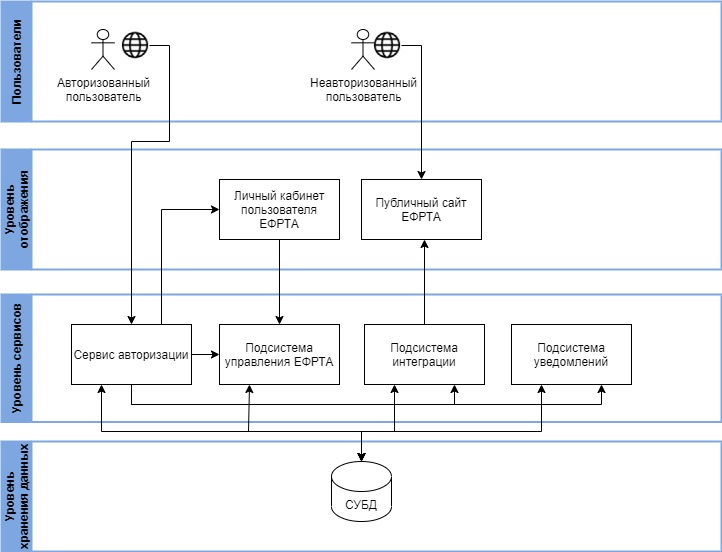 Пользователи
Авторизованный
пользователь
Неавторизованный
пользователь
Уровень
отображения
Личный кабинет
пользователя
ЕФРТА
Публичный сайт
ЕФРТА
Уровень сервисов
Сервис авторизации
Подсистема
управления ЕФРТА
Подсистема
интеграции
Подсистема
уведомлений
Уровень
хранения данных
СУБД